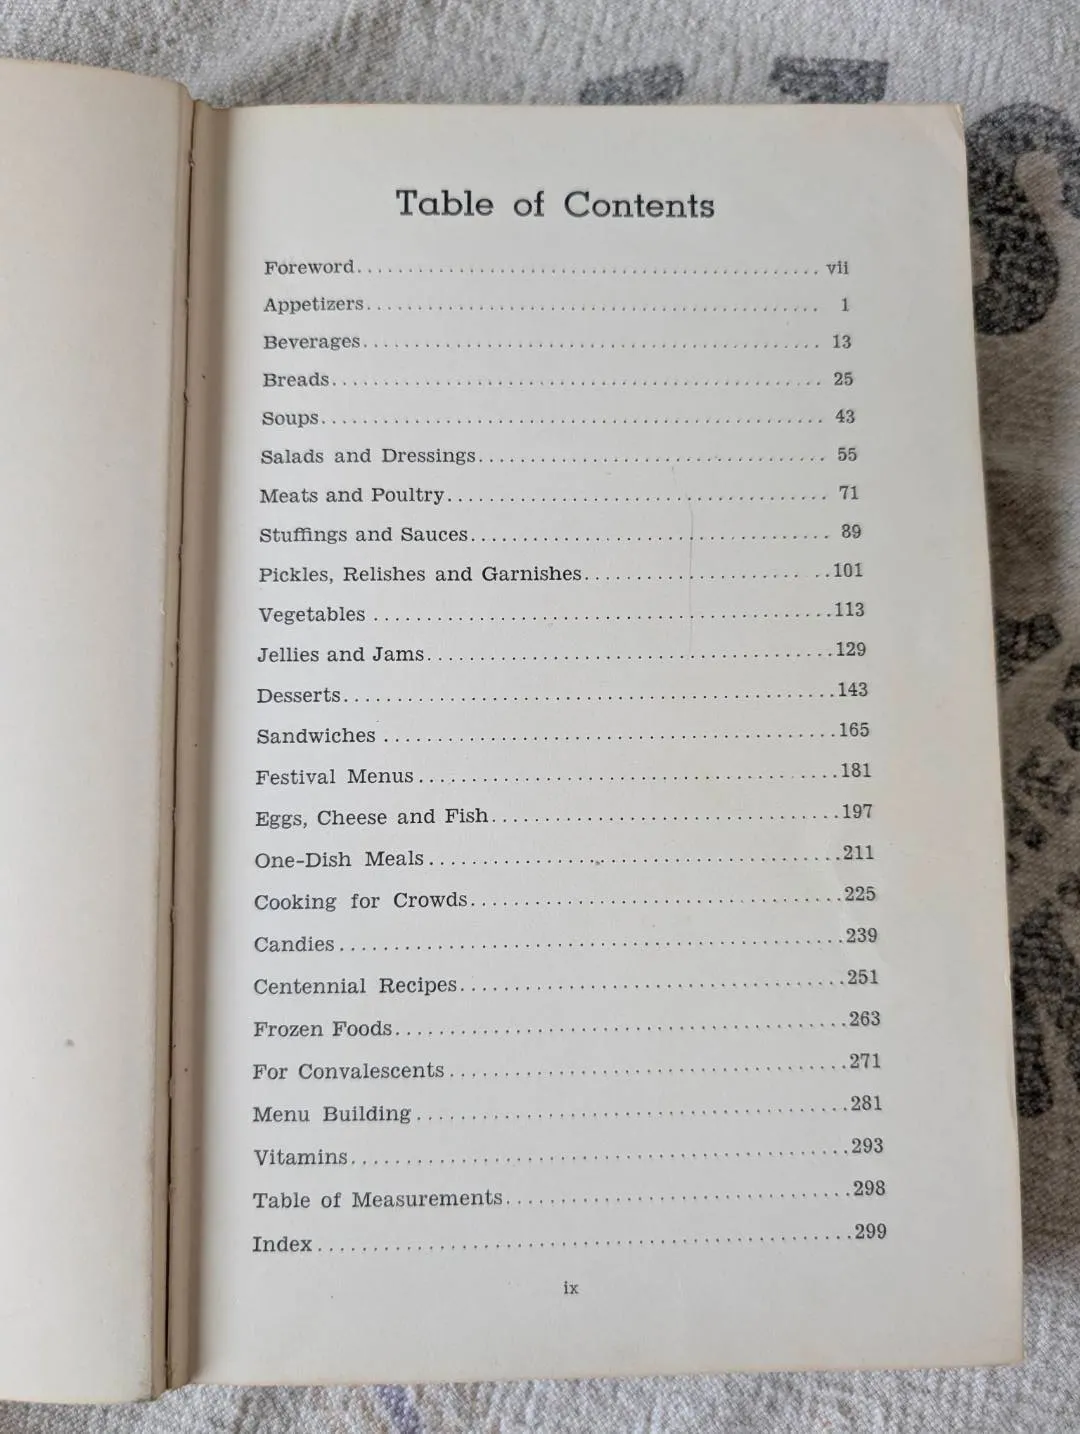 Table of Contents
Foreword........................................ vii
Appetizers........................................ 1
Beverages........................................ 13
Breads........................................ 25
Soups........................................ 43
Salads and Dressings................................ 55
Meats and Poultry................................ 71
Stuffings and Sauces................................ 89
Pickles, Relishes and Garnishes........................101
Vegetables ........................................113
Jellies and Jams................................129
Desserts........................................143
Sandwiches ........................................165
Festival Menus................................181
Eggs, Cheese and Fish................................197
One-Dish Meals................................211
Cooking for Crowds................................225
Candies........................................239
Centennial Recipes................................251
Frozen Foods................................263
For Convalescents................................271
Menu Building................................281
Vitamins........................................293
Table of Measurements................................298
Index........................................299
ix